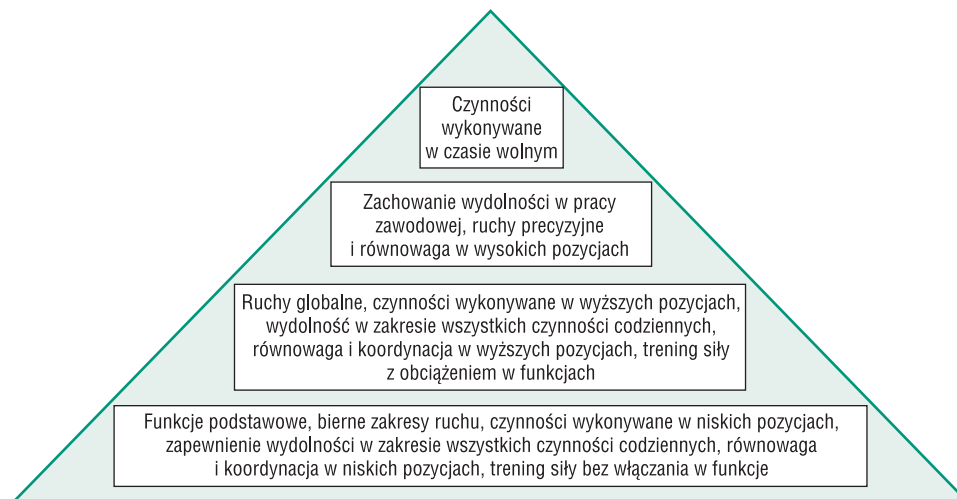 Czynności
wykonywane
w czasie wolnym
Zachowanie wydolności w pracy
zawodowej, ruchy precyzyjne
i równowaga w wysokich pozycjach
Ruchy globalne, czynności wykonywane w wyższych pozycjach,
wydolność w zakresie wszystkich czynności codziennych,
równowaga i koordynacja w wyższych pozycjach, trening siły
z obciążeniem w funkcjach
Funkcje podstawowe, bierne zakresy ruchu, czynności wykonywane w niskich pozycjach,
zapewnienie wydolności w zakresie wszystkich czynności codziennych, równowaga
i koordynacja w niskich pozycjach, trening siły bez włączania w funkcje